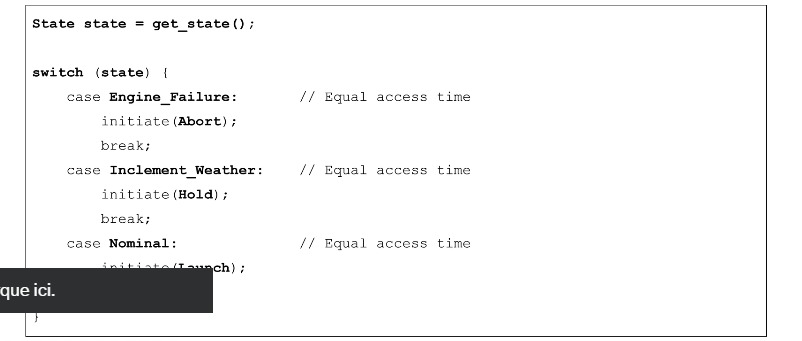 State state = get_state();
switch (state) {
case Engine_Failure: // Equal access time
initiate(Abort);
break;
case Inclement_Weather: // Equal access time
initiate(Hold);
break;
case Nominal: // Equal access time
initiate(Launch);
que ici.
}